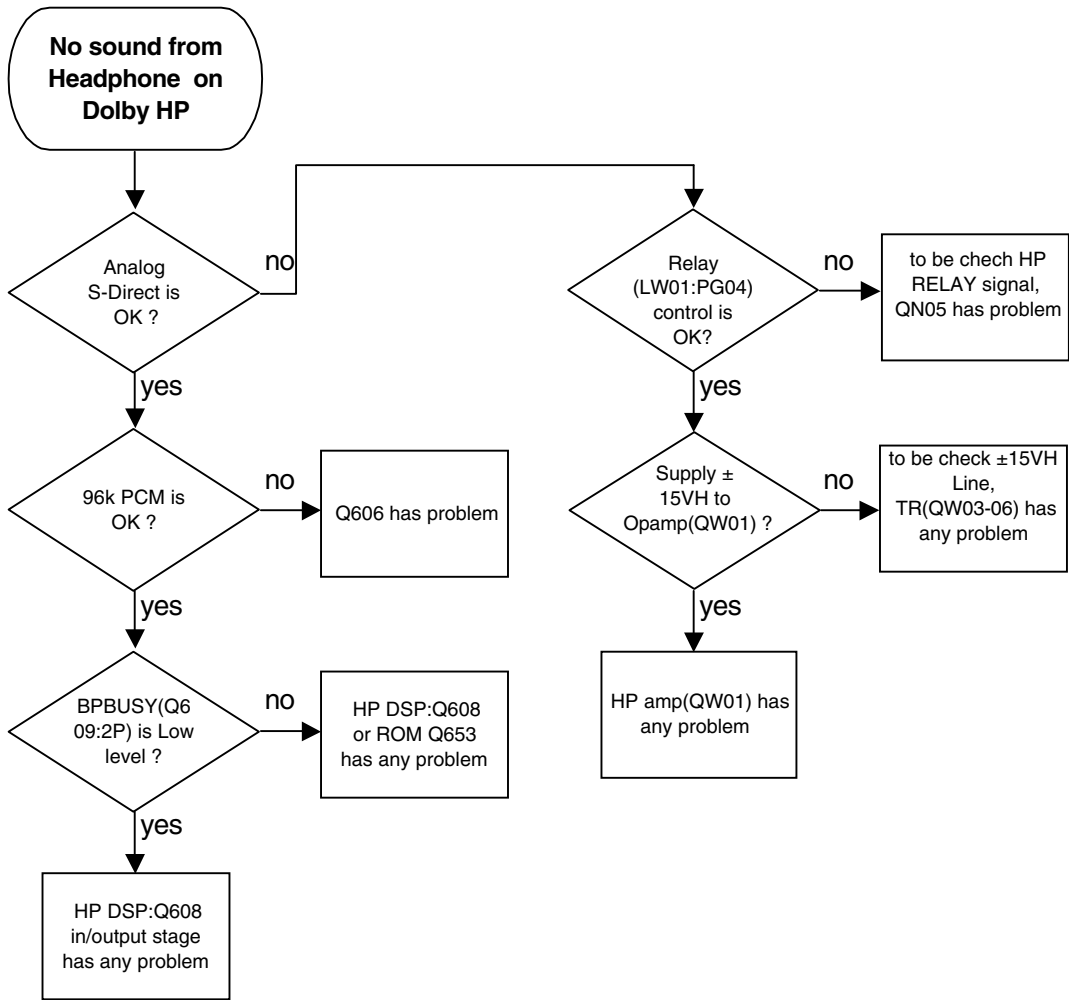 No sound from
Headphone on
Dolby HP
Analog
S-Direct is
OK ?
no
yes
96k PCM is
OK ?
no
Q606 has problem
yes
BPBUSY(Q6
09:2P) is Low
level ?
no
HP DSP:Q608
or ROM Q653
has any problem
yes
HP DSP:Q608
in/output stage
has any problem
Relay
(LW01:PG04)
control is
OK?
no
to be chech HP
RELAY signal,
QN05 has problem
yes
Supply ±
15VH to
Opamp(QW01) ?
no
to be check ±15VH
Line,
TR(QW03-06) has
any problem
yes
HP amp(QW01) has
any problem